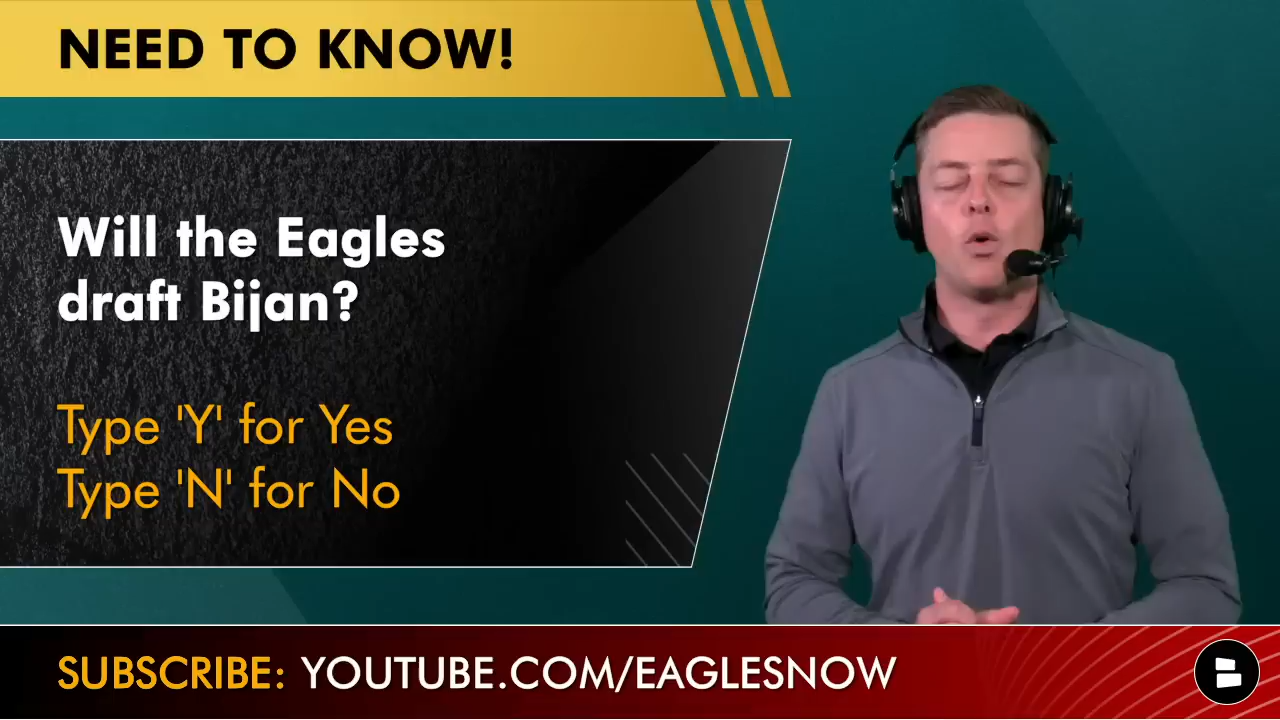 NEED TO KNOW!
Will the Eagles
draft Bijan?
Type 'Y' for Yes
Type 'N' for No
SUBSCRIBE: YOUTUBE.COM/EAGLESNOW